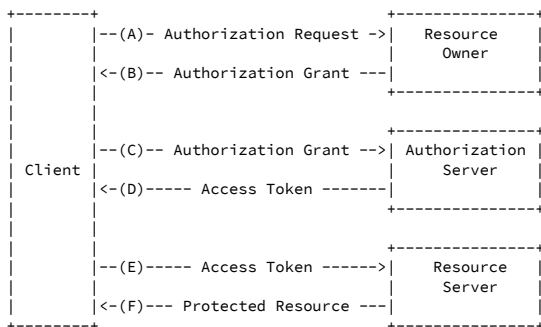 --(A)- Authorization Request -> Resource
Owner
<-(B)-- Authorization Grant ---
--(C)-- Authorization Grant --> Authorization
Client Server
<-(D)----- Access Token -------
--(E)----- Access Token ------> Resource
Server
<-(F)--- Protected Resource ---